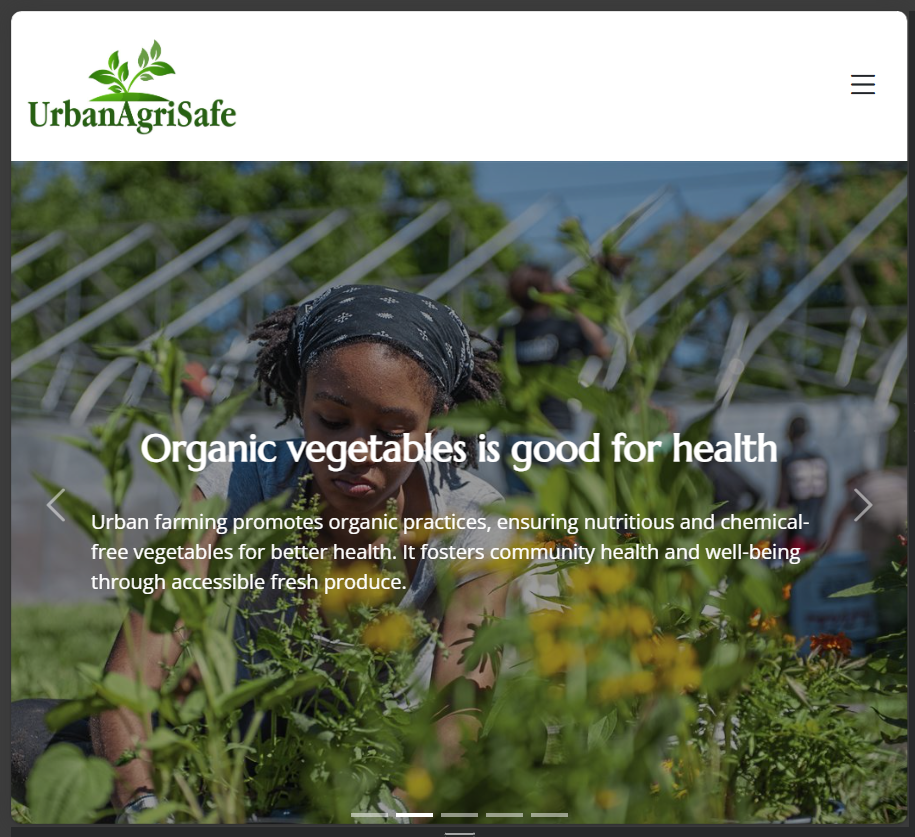 UrbanAgriSafe
Organic vegetables is good for health
Urban farming promotes organic practices, ensuring nutritious and chemical-
free vegetables for better health. It fosters community health and well-being
through accessible fresh produce.